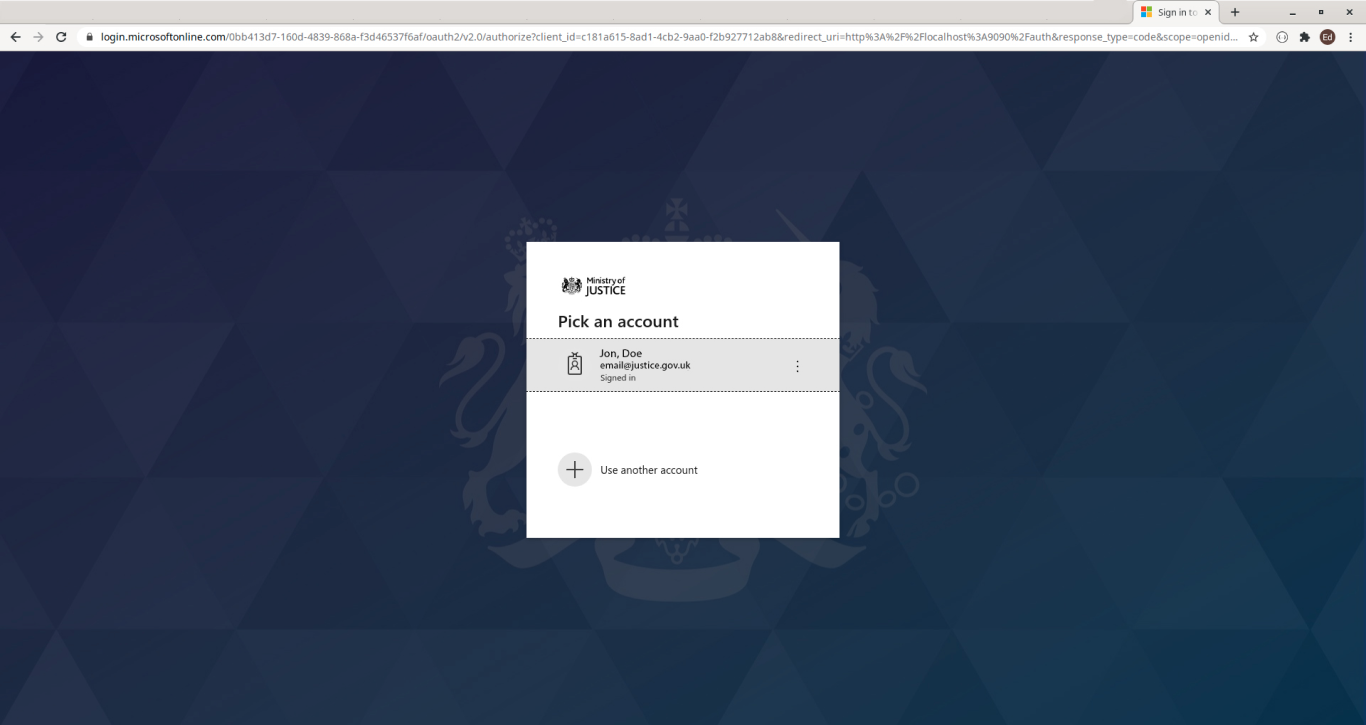 Sign in to
login.microsoftonline.com/0bb413d7-160d-4839-868a-f3d46537f6af/oauth2/v2.0/authorize?client_id=c181a615-8ad1-4cb2-9aa0-f2b927712ab8&redirect_uri=http%3A%2F%2Flocalhost%3A9090%2Fauth&response_type=code&scope=openid...
Ed
Ministry of
JUSTICE
Pick an account
Jon, Doe
email@justice.gov.uk
Signed in
Use another account